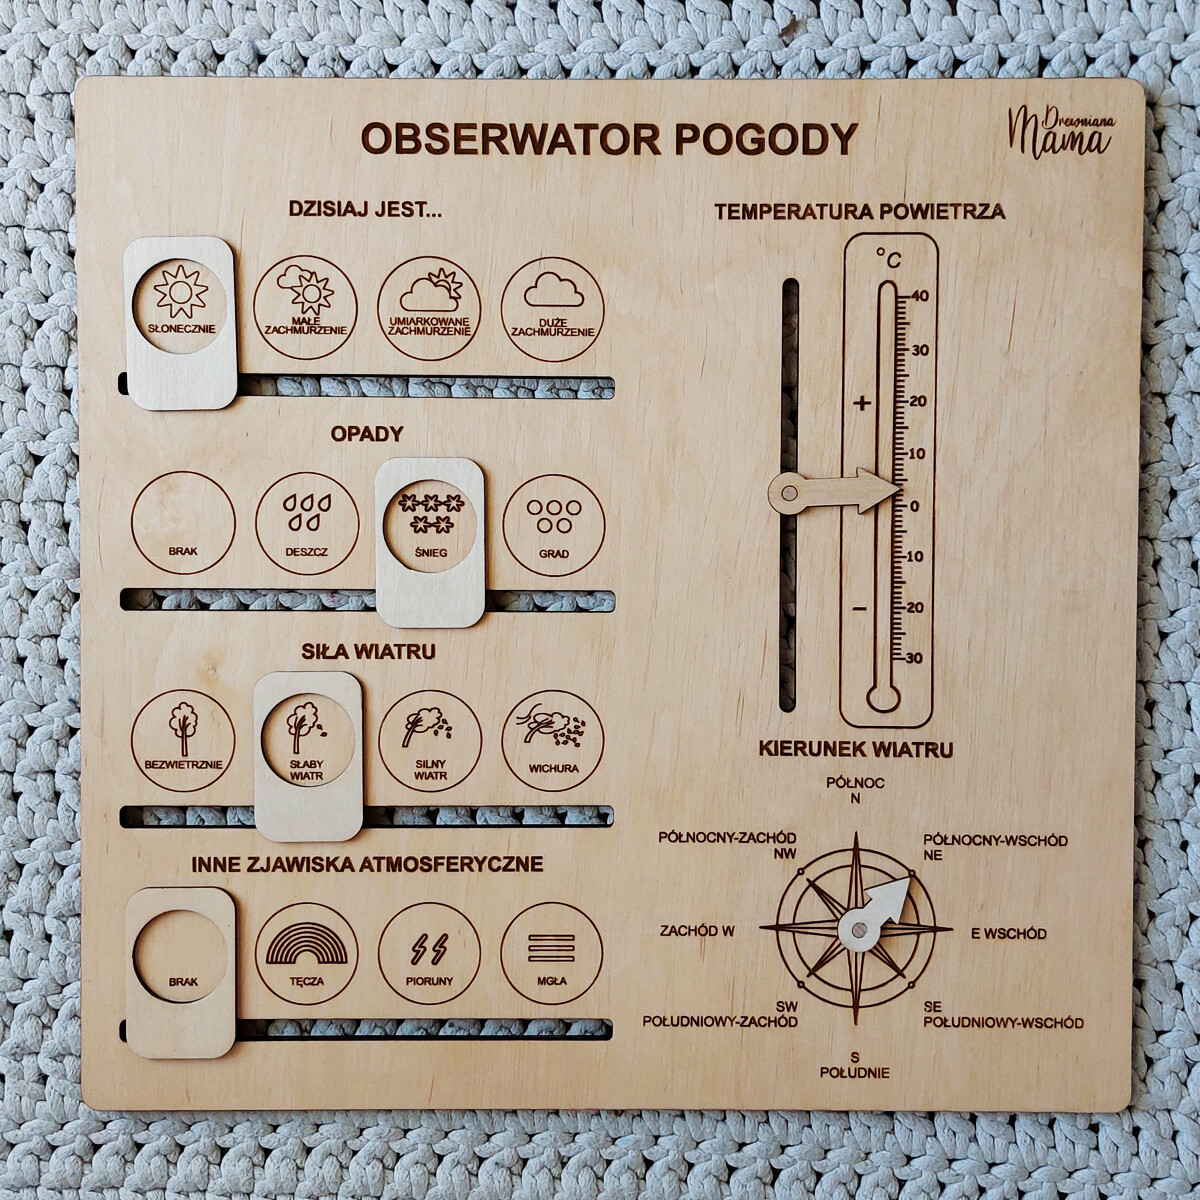 OBSERWATOR POGODY
Drewniana
Mama
DZISIAJ JEST...
SŁONECZNIE
MAŁE
ZACHMURZENIE
UMIARKOWANE
ZACHMURZENIE
DUŻE
ZACHMURZENIE
OPADY
BRAK
DESZCZ
ŚNIEG
GRAD
SIŁA WIATRU
BEZWIETRZNIE
SŁABY
WIATR
SILNY
WIATR
WICHURA
INNE ZJAWISKA ATMOSFERYCZNE
BRAK
TĘCZA
PIORUNY
MGŁA
TEMPERATURA POWIETRZA
°C
40
30
+
20
10
0
10
−
20
30
KIERUNEK WIATRU
PÓŁNOC
N
PÓŁNOCNY-ZACHÓD
NW
PÓŁNOCNY-WSCHÓD
NE
ZACHÓD W
E WSCHÓD
SW
POŁUDNIOWY-ZACHÓD
SE
POŁUDNIOWY-WSCHÓD
S
POŁUDNIE